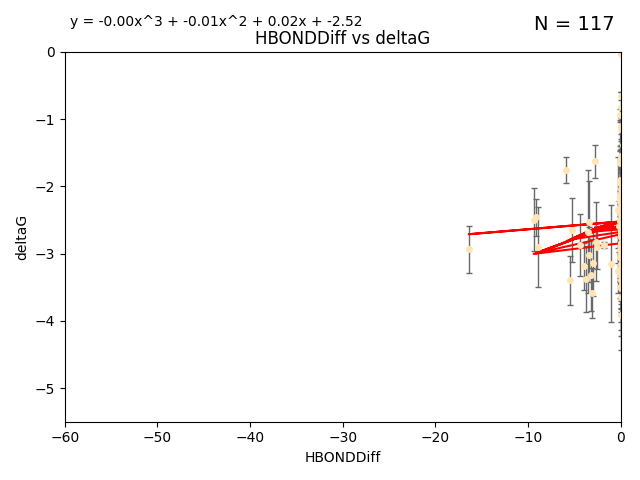 y = -0.00x^3 + -0.01x^2 + 0.02x + -2.52
N = 117
HBONDDiff vs deltaG
0
−1
−2
−3
−4
−5
deltaG
−60
−50
−40
−30
−20
−10
0
HBONDDiff